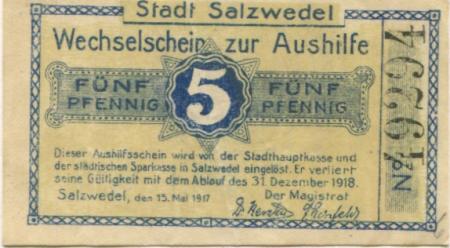 Stadt Salzwedel
Wechselschein zur Aushilfe
FÜNF PFENNIG
5
FÜNF PFENNIG
Dieser Aushilfsschein wird von der Stadthauptkasse und
der städtischen Sparkasse in Salzwedel eingelöst. Er verliert
seine Gültigkeit mit dem Ablauf des 31. Dezember 1918.
Salzwedel, den 15. Mai 1917 Der Magistrat
№ 49294